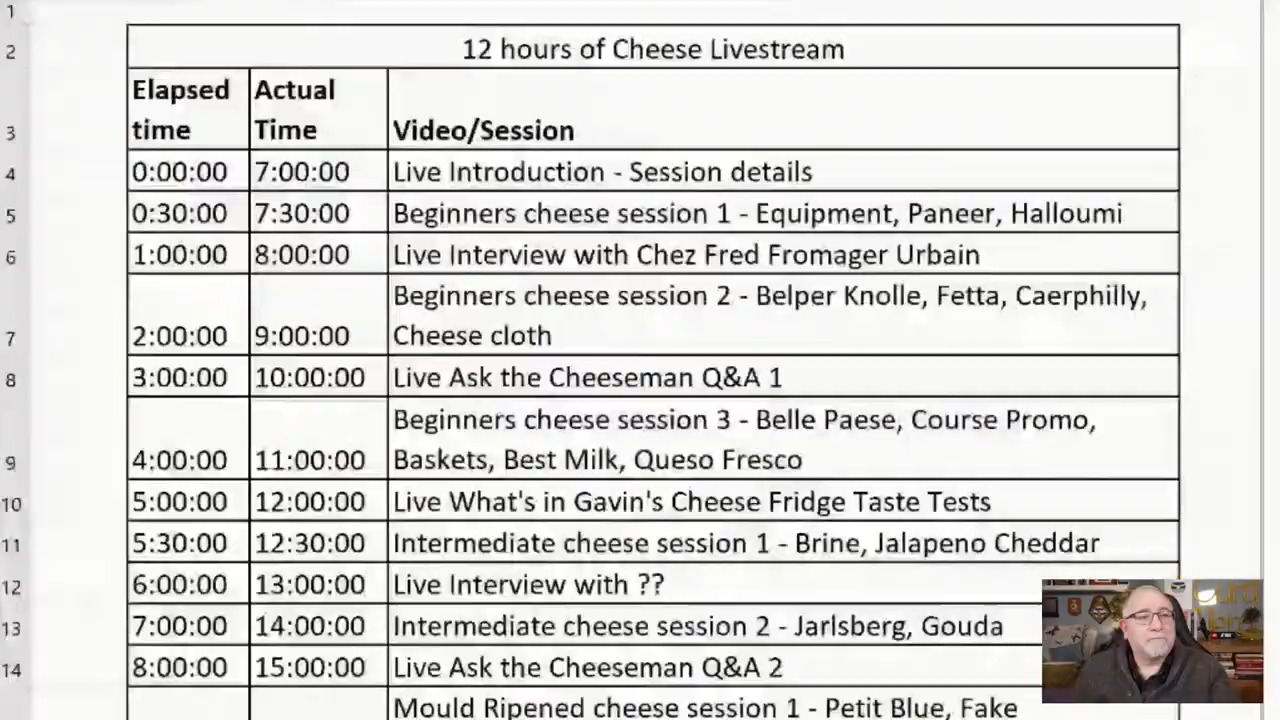 1
2 12 hours of Cheese Livestream
3 Elapsed time Actual Time Video/Session
4 0:00:00 7:00:00 Live Introduction - Session details
5 0:30:00 7:30:00 Beginners cheese session 1 - Equipment, Paneer, Halloumi
6 1:00:00 8:00:00 Live Interview with Chez Fred Fromager Urbain
7 2:00:00 9:00:00 Beginners cheese session 2 - Belper Knolle, Fetta, Caerphilly,
Cheese cloth
8 3:00:00 10:00:00 Live Ask the Cheeseman Q&A 1
9 4:00:00 11:00:00 Beginners cheese session 3 - Belle Paese, Course Promo,
Baskets, Best Milk, Queso Fresco
10 5:00:00 12:00:00 Live What's in Gavin's Cheese Fridge Taste Tests
11 5:30:00 12:30:00 Intermediate cheese session 1 - Brine, Jalapeno Cheddar
12 6:00:00 13:00:00 Live Interview with ??
13 7:00:00 14:00:00 Intermediate cheese session 2 - Jarlsberg, Gouda
14 8:00:00 15:00:00 Live Ask the Cheeseman Q&A 2
Mould Ripened cheese session 1 - Petit Blue, Fake